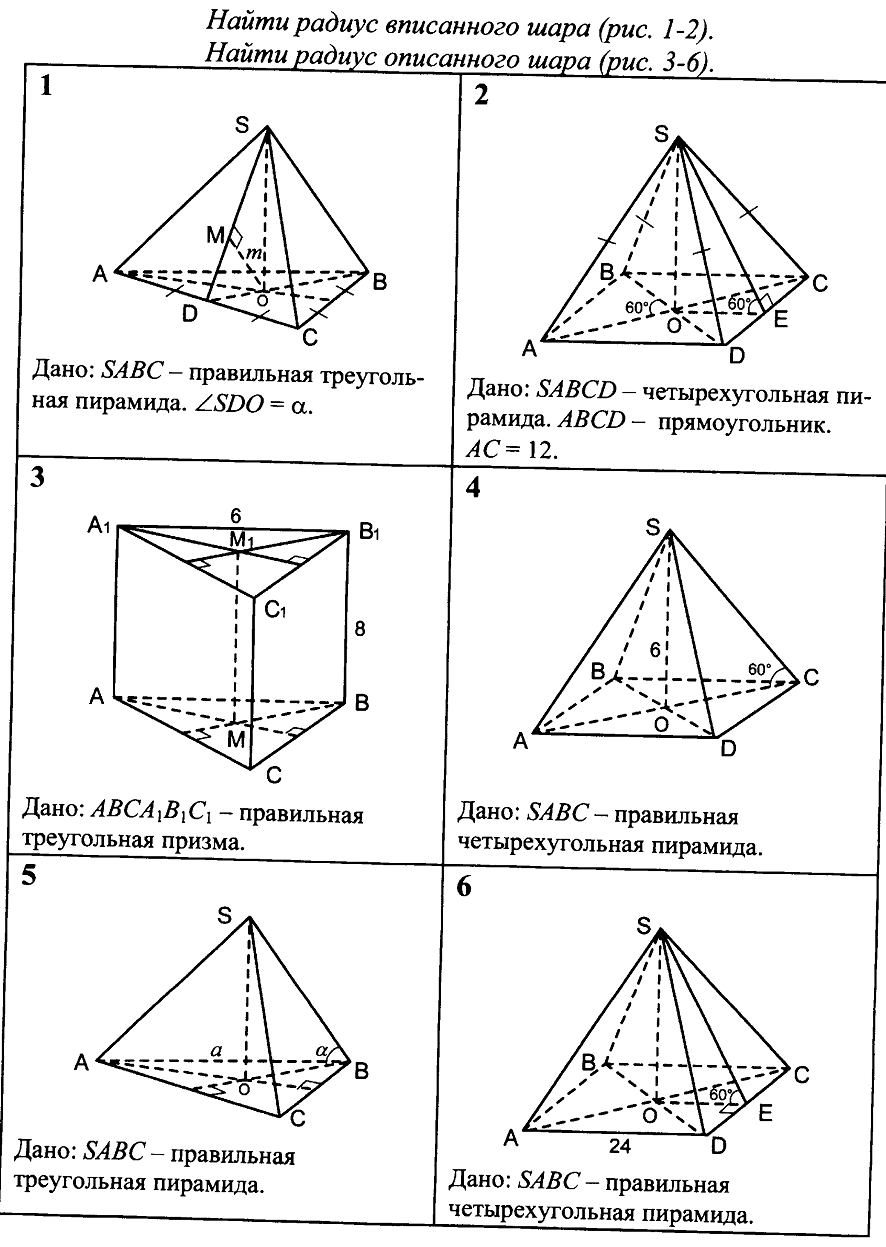 Найти радиус вписанного шара (рис. 1-2).
Найти радиус описанного шара (рис. 3-6).
1
S
M
m
A
B
O
D
C
Дано: SABC – правильная треуголь-
ная пирамида. ∠SDO = α.
2
S
B
C
60°
60°
O
E
A
D
Дано: SABCD – четырехугольная пи-
рамида. ABCD – прямоугольник.
AC = 12.
3
6
A₁
M₁
B₁
C₁
8
A
B
M
C
Дано: ABCA₁B₁C₁ – правильная
треугольная призма.
4
S
6
B
60°
C
O
A
D
Дано: SABC – правильная
четырехугольная пирамида.
5
S
a
α
A
B
O
C
Дано: SABC – правильная
треугольная пирамида.
6
S
B
C
60°
O
E
A
24
D
Дано: SABC – правильная
четырехугольная пирамида.